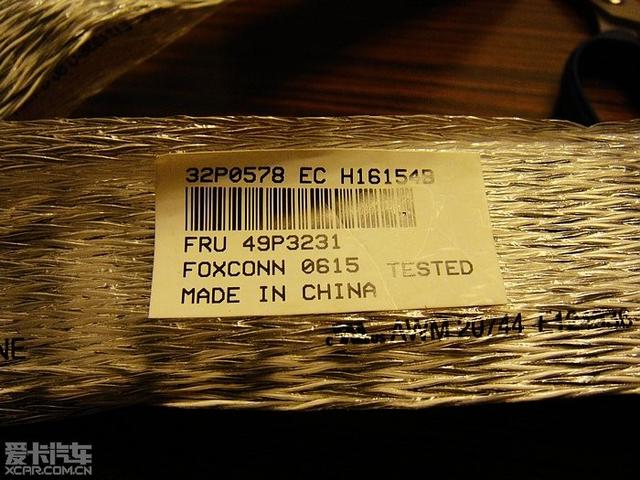 32P0578 EC H16154B
FRU 49P3231
FOXCONN 0615 TESTED
MADE IN CHINA
AWM 20744
NE
爱卡汽车
XCAR.COM.CN